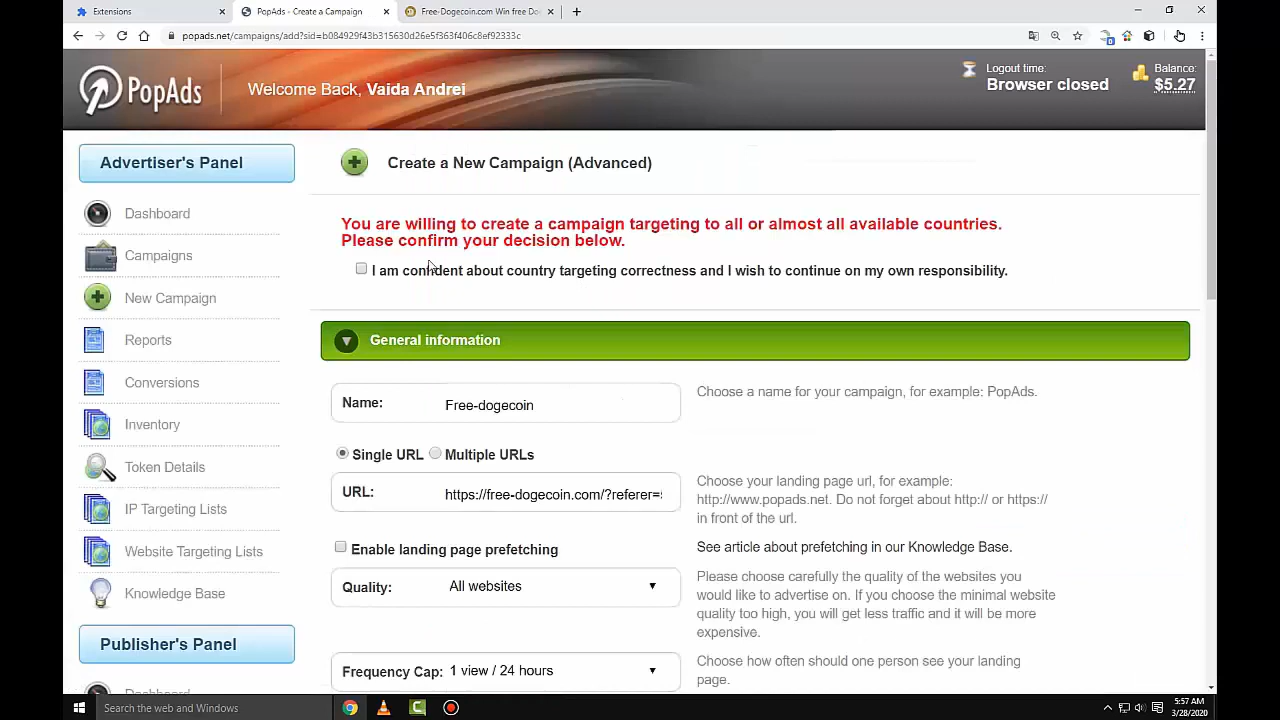 Extensions
PopAds - Create a Campaign
Free-Dogecoin.com Win free Do
popads.net/campaigns/add?sid=b084929f43b315630d26e5f363f406c8ef92333c
PopAds
Welcome Back, Vaida Andrei
Logout time:
Browser closed
Balance:
$5.27
Advertiser's Panel
Dashboard
Campaigns
New Campaign
Reports
Conversions
Inventory
Token Details
IP Targeting Lists
Website Targeting Lists
Knowledge Base
Publisher's Panel
Create a New Campaign (Advanced)
You are willing to create a campaign targeting to all or almost all available countries.
Please confirm your decision below.
I am confident about country targeting correctness and I wish to continue on my own responsibility.
General information
Name: Free-dogecoin
Choose a name for your campaign, for example: PopAds.
Single URL Multiple URLs
URL: https://free-dogecoin.com/?referer=
Choose your landing page url, for example:
http://www.popads.net. Do not forget about http:// or https://
in front of the url.
Enable landing page prefetching
See article about prefetching in our Knowledge Base.
Quality: All websites
Please choose carefully the quality of the websites you
would like to advertise on. If you choose the minimal website
quality too high, you will get less traffic and it will be more
expensive.
Frequency Cap: 1 view / 24 hours
Choose how often should one person see your landing
page.
Search the web and Windows
5:57 AM
3/28/2020